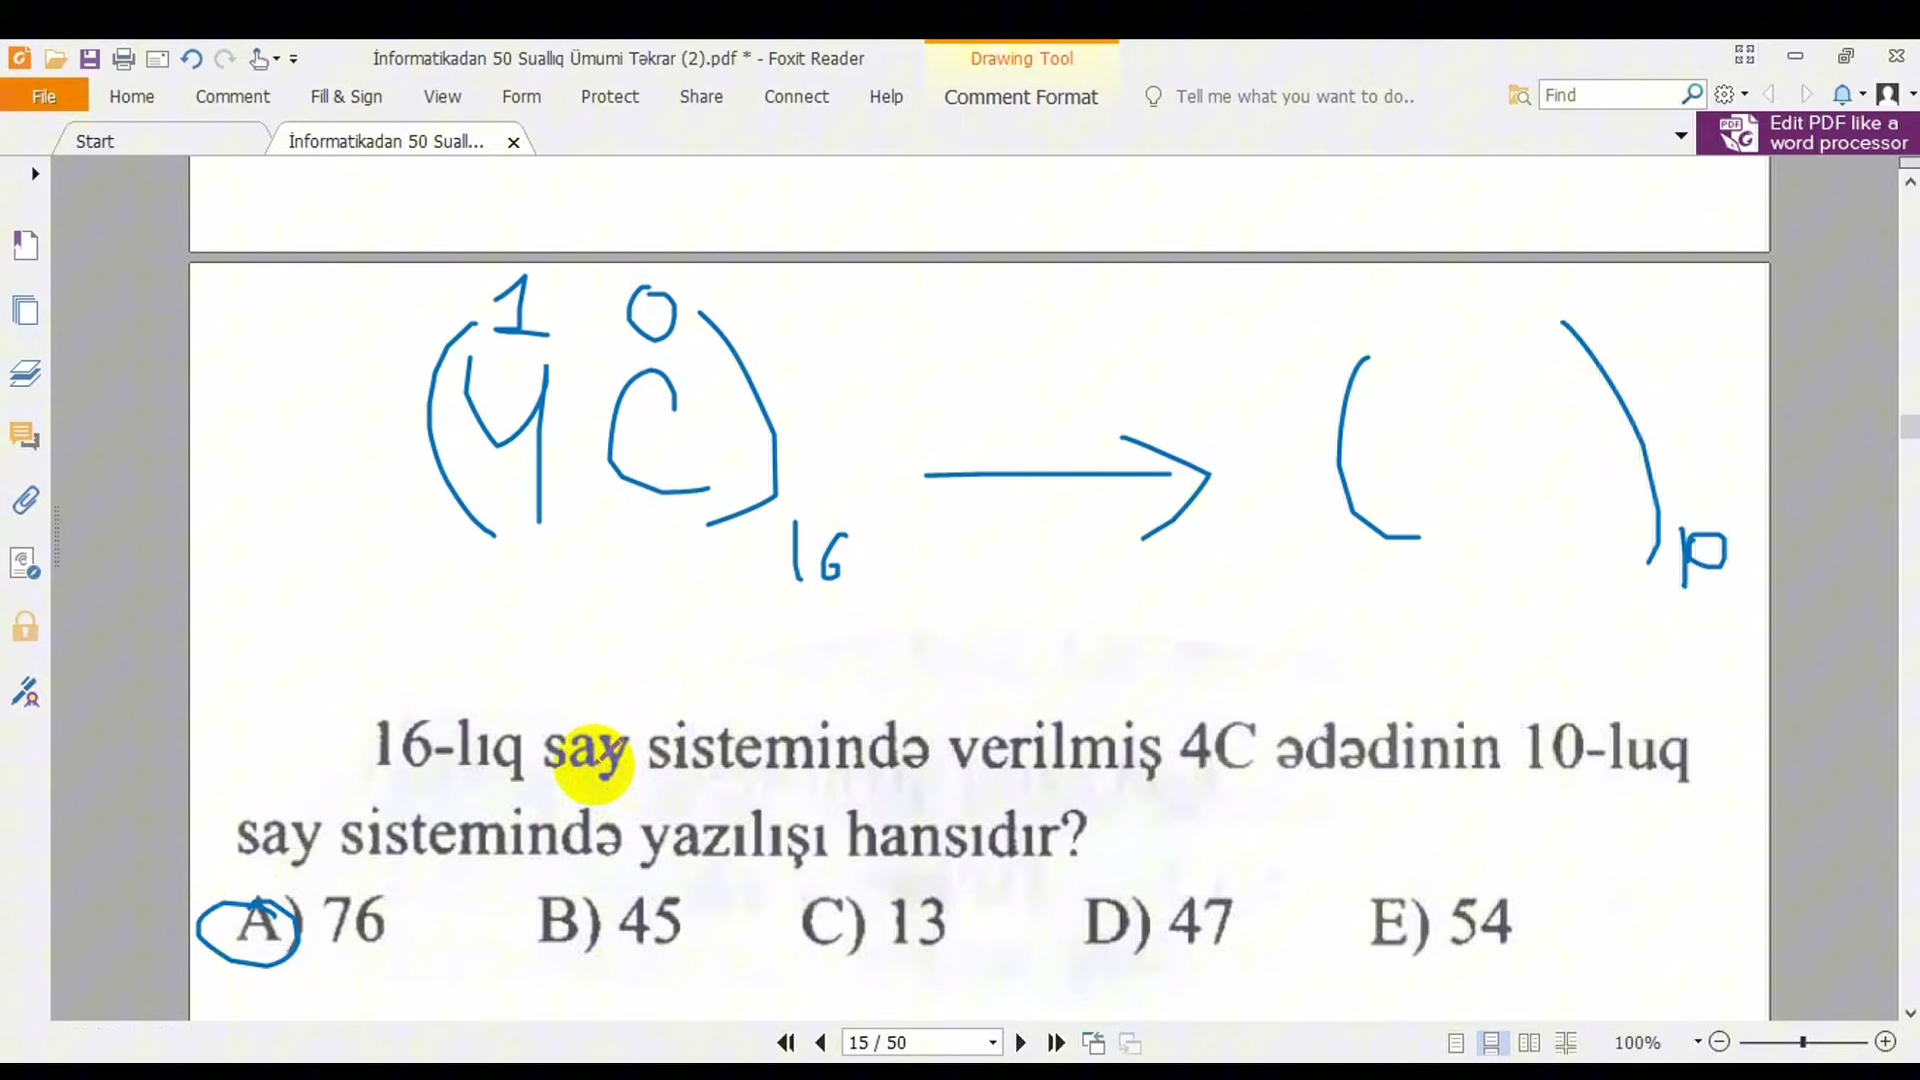 İnformatikadan 50 Suallıq Ümumi Təkrar (2).pdf * - Foxit Reader
Drawing Tool
File Home Comment Fill & Sign View Form Protect Share Connect Help Comment Format Tell me what you want to do.. Find
Start İnformatikadan 50 Suall...
PDF Edit PDF like a
word processor
1 0
(4 C)16 → ( )10
16-lıq say sistemində verilmiş 4C ədədinin 10-luq
say sistemində yazılışı hansıdır?
A) 76 B) 45 C) 13 D) 47 E) 54
15 / 50 100%